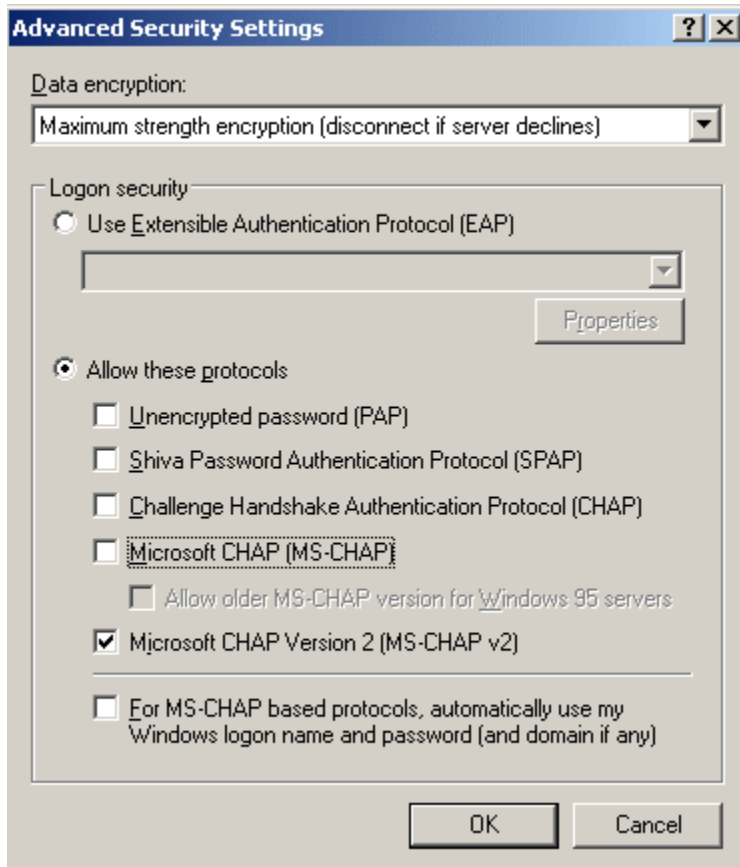 Advanced Security Settings
Data encryption:
Maximum strength encryption (disconnect if server declines)
Logon security
Use Extensible Authentication Protocol (EAP)
Properties
Allow these protocols
Unencrypted password (PAP)
Shiva Password Authentication Protocol (SPAP)
Challenge Handshake Authentication Protocol (CHAP)
Microsoft CHAP (MS-CHAP)
Allow older MS-CHAP version for Windows 95 servers
Microsoft CHAP Version 2 (MS-CHAP v2)
For MS-CHAP based protocols, automatically use my
Windows logon name and password (and domain if any)
OK
Cancel